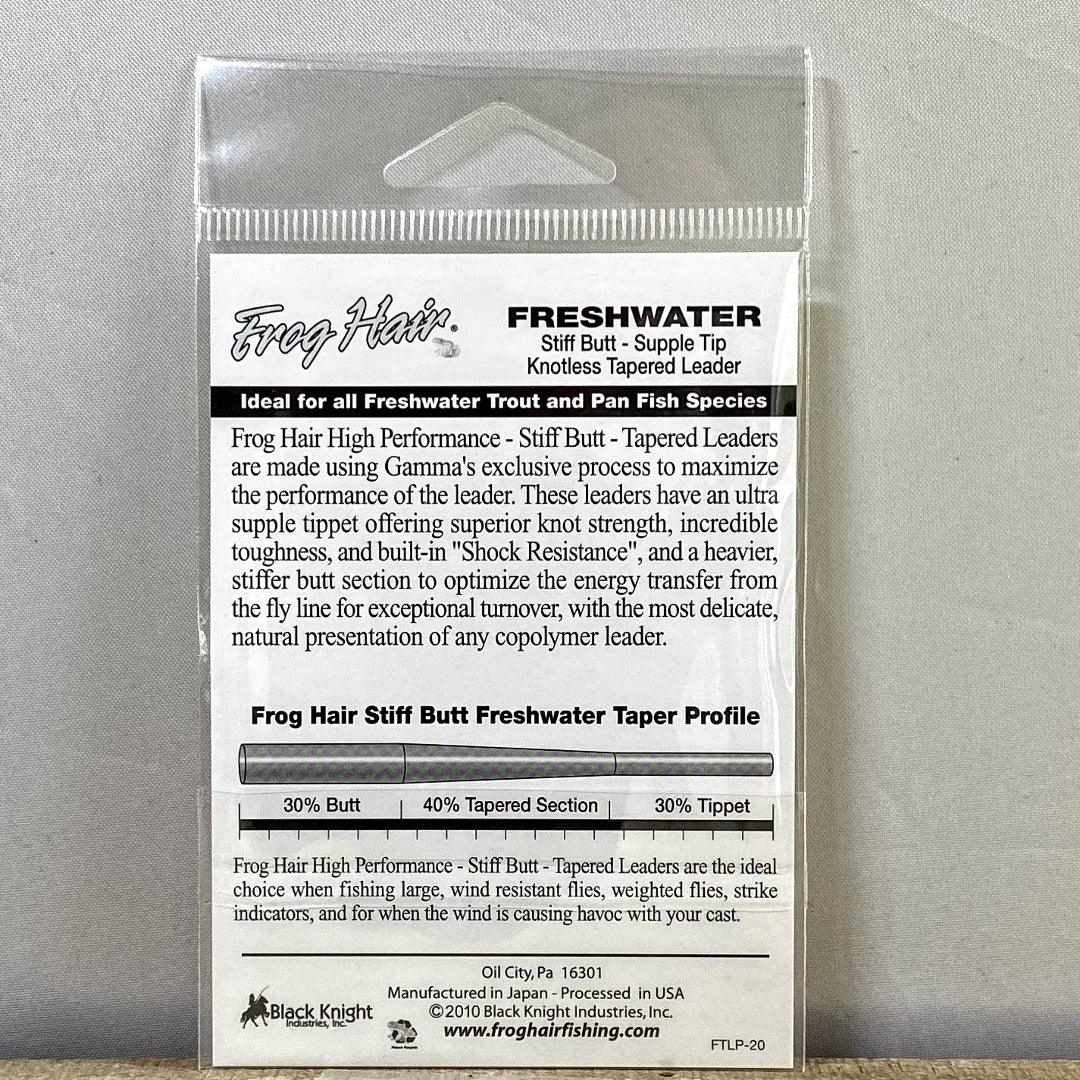 Frog Hair®
FRESHWATER
Stiff Butt - Supple Tip
Knotless Tapered Leader
Ideal for all Freshwater Trout and Pan Fish Species
Frog Hair High Performance - Stiff Butt - Tapered Leaders
are made using Gamma's exclusive process to maximize
the performance of the leader. These leaders have an ultra
supple tippet offering superior knot strength, incredible
toughness, and built-in "Shock Resistance", and a heavier,
stiffer butt section to optimize the energy transfer from
the fly line for exceptional turnover, with the most delicate,
natural presentation of any copolymer leader.
Frog Hair Stiff Butt Freshwater Taper Profile
30% Butt 40% Tapered Section 30% Tippet
Frog Hair High Performance - Stiff Butt - Tapered Leaders are the ideal
choice when fishing large, wind resistant flies, weighted flies, strike
indicators, and for when the wind is causing havoc with your cast.
Oil City, Pa 16301
Manufactured in Japan - Processed in USA
©2010 Black Knight Industries, Inc.
www.froghairfishing.com
Black Knight
Industries, Inc.
Please Recycle
FTLP-20